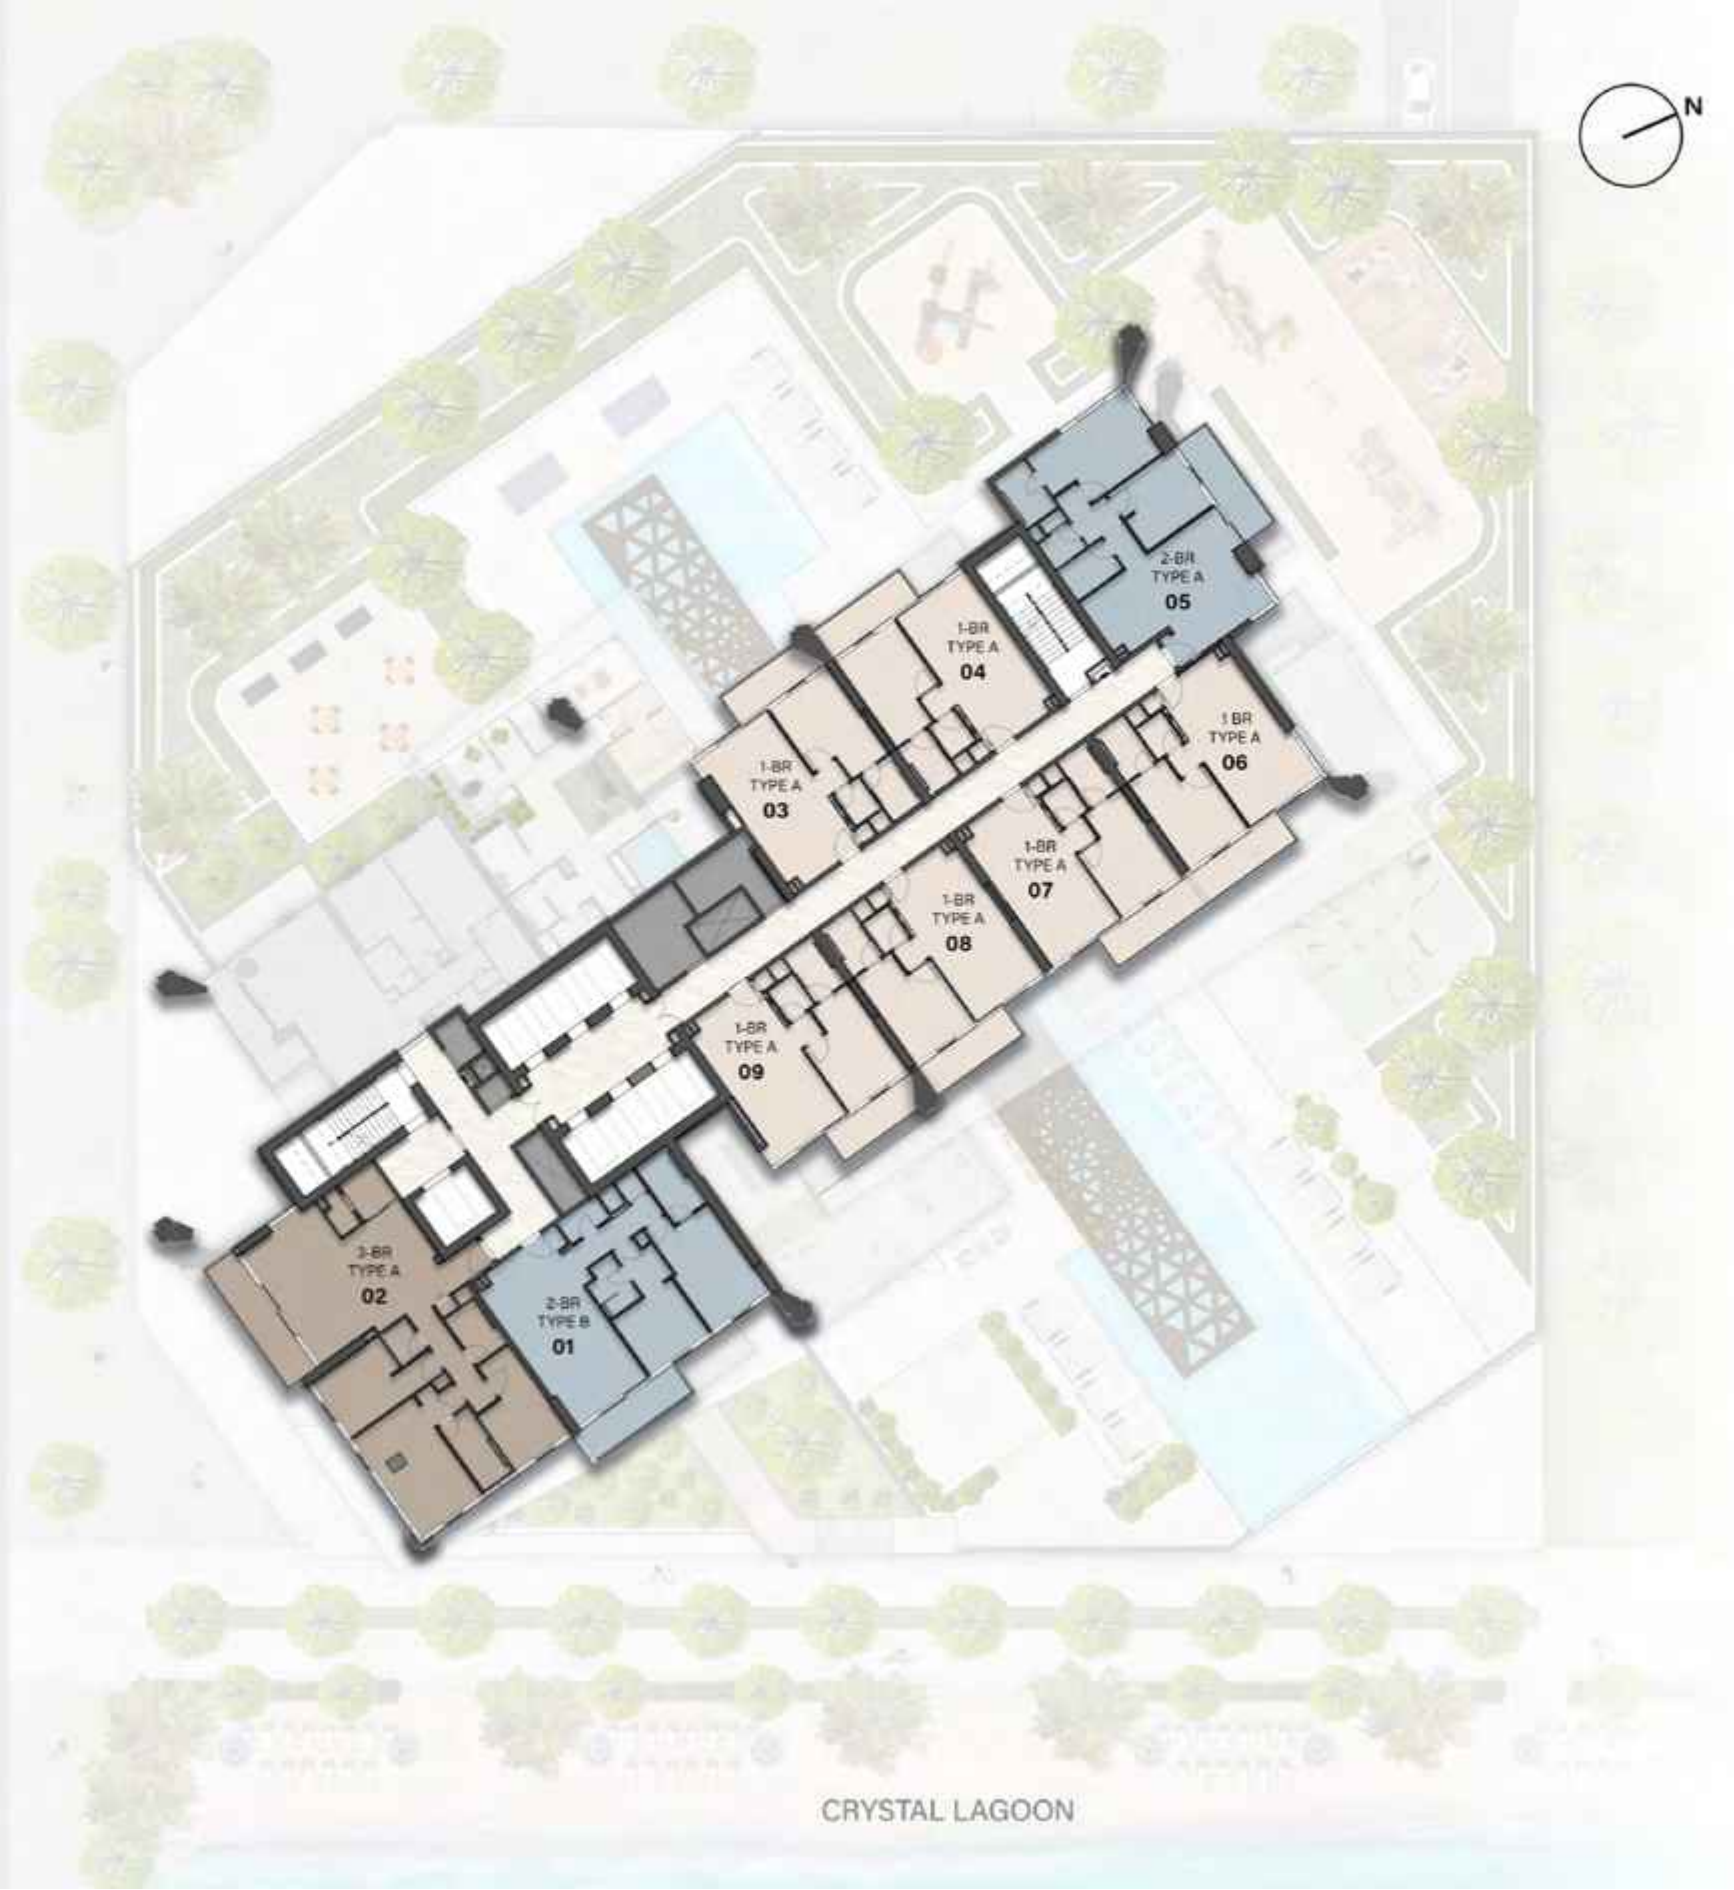 N
2-BR
TYPE A
05
1-BR
TYPE A
04
1 BR
TYPE A
06
1-BR
TYPE A
03
1-BR
TYPE A
07
1-BR
TYPE A
08
1-BR
TYPE A
09
3-BR
TYPE A
02
2-BR
TYPE B
01
CRYSTAL LAGOON